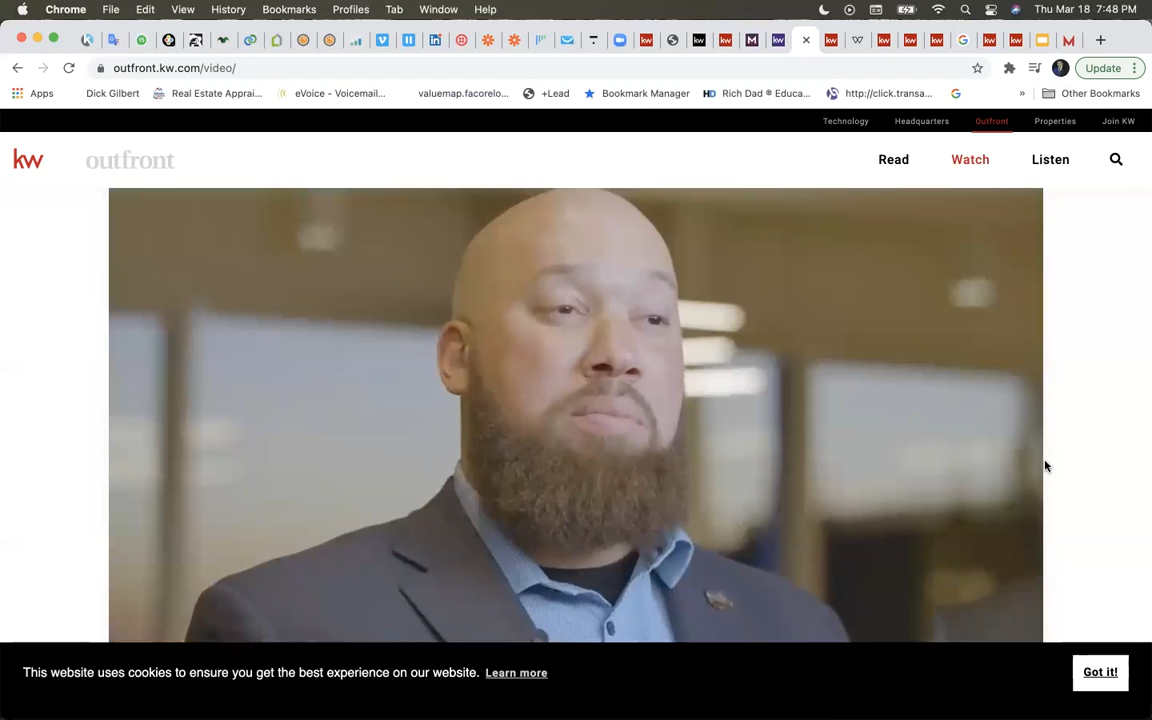 Chrome File Edit View History Bookmarks Profiles Tab Window Help Thu Mar 18 7:48 PM
outfront.kw.com/video/ Update
Apps Dick Gilbert Real Estate Apprai... eVoice - Voicemail... valuemap.facorelo... +Lead Bookmark Manager Rich Dad ® Educa... http://click.transa... » Other Bookmarks
Technology Headquarters Outfront Properties Join KW
kw outfront Read Watch Listen
This website uses cookies to ensure you get the best experience on our website. Learn more Got it!